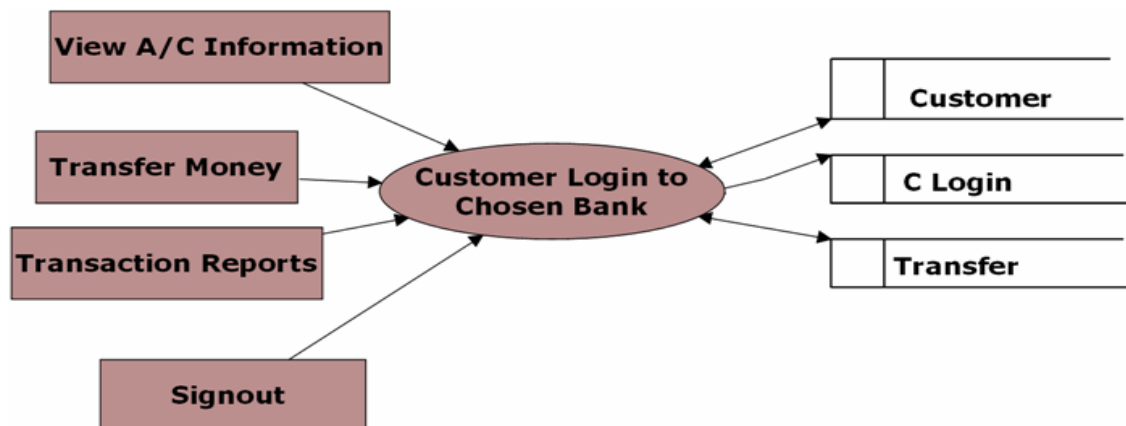 View A/C Information
Transfer Money
Transaction Reports
Signout
Customer Login to
Chosen Bank
Customer
C Login
Transfer